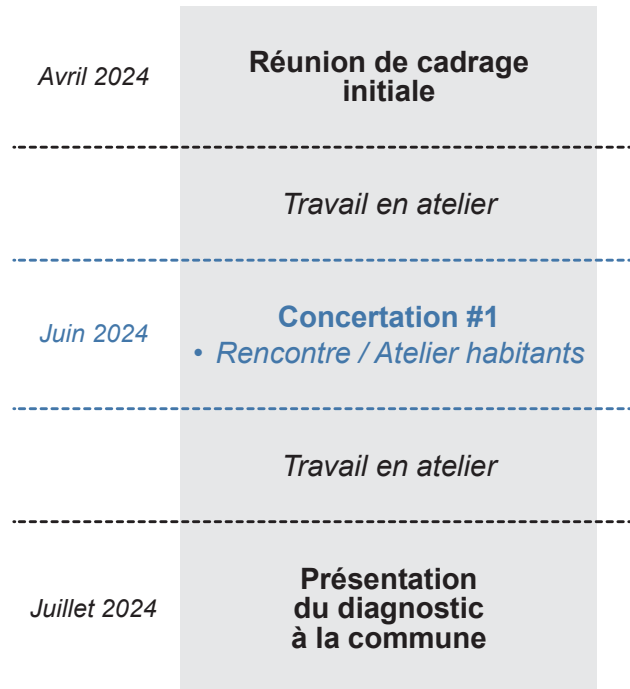 Avril 2024
Réunion de cadrage
initiale
Travail en atelier
Juin 2024
Concertation #1
• Rencontre / Atelier habitants
Travail en atelier
Juillet 2024
Présentation
du diagnostic
à la commune